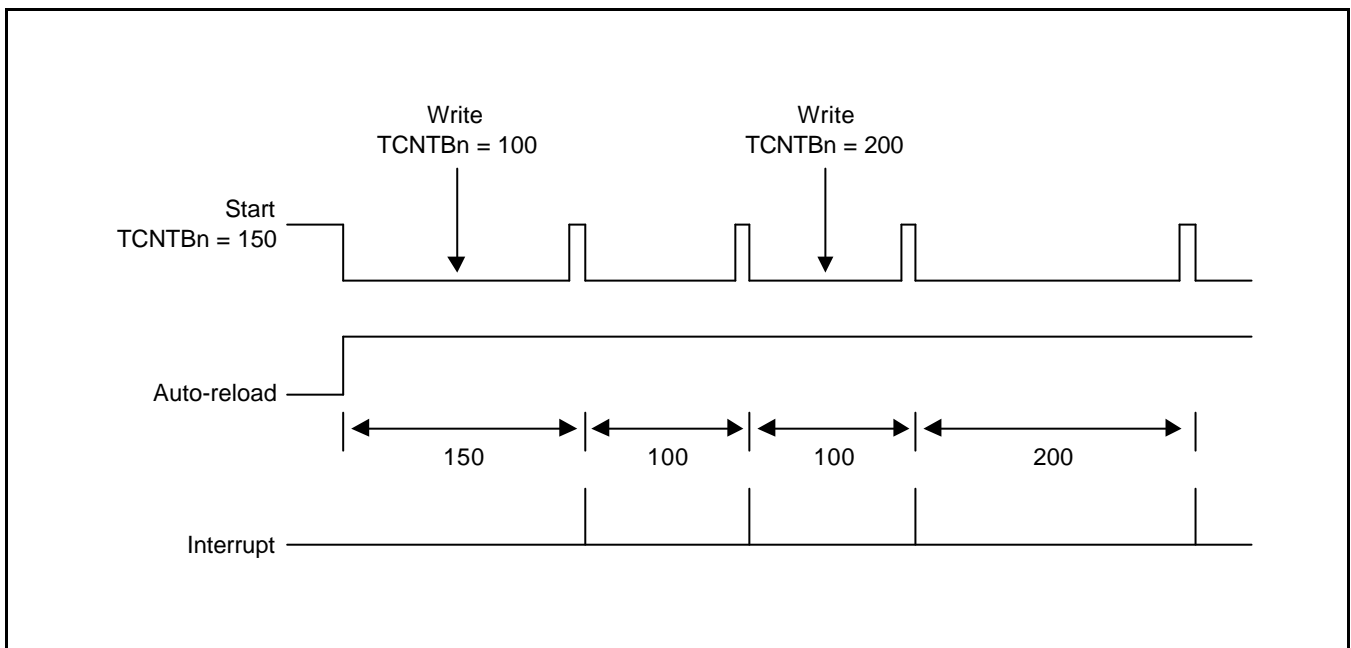 Write
TCNTBn = 100
Write
TCNTBn = 200
Start
TCNTBn = 150
Auto-reload
150
100
100
200
Interrupt